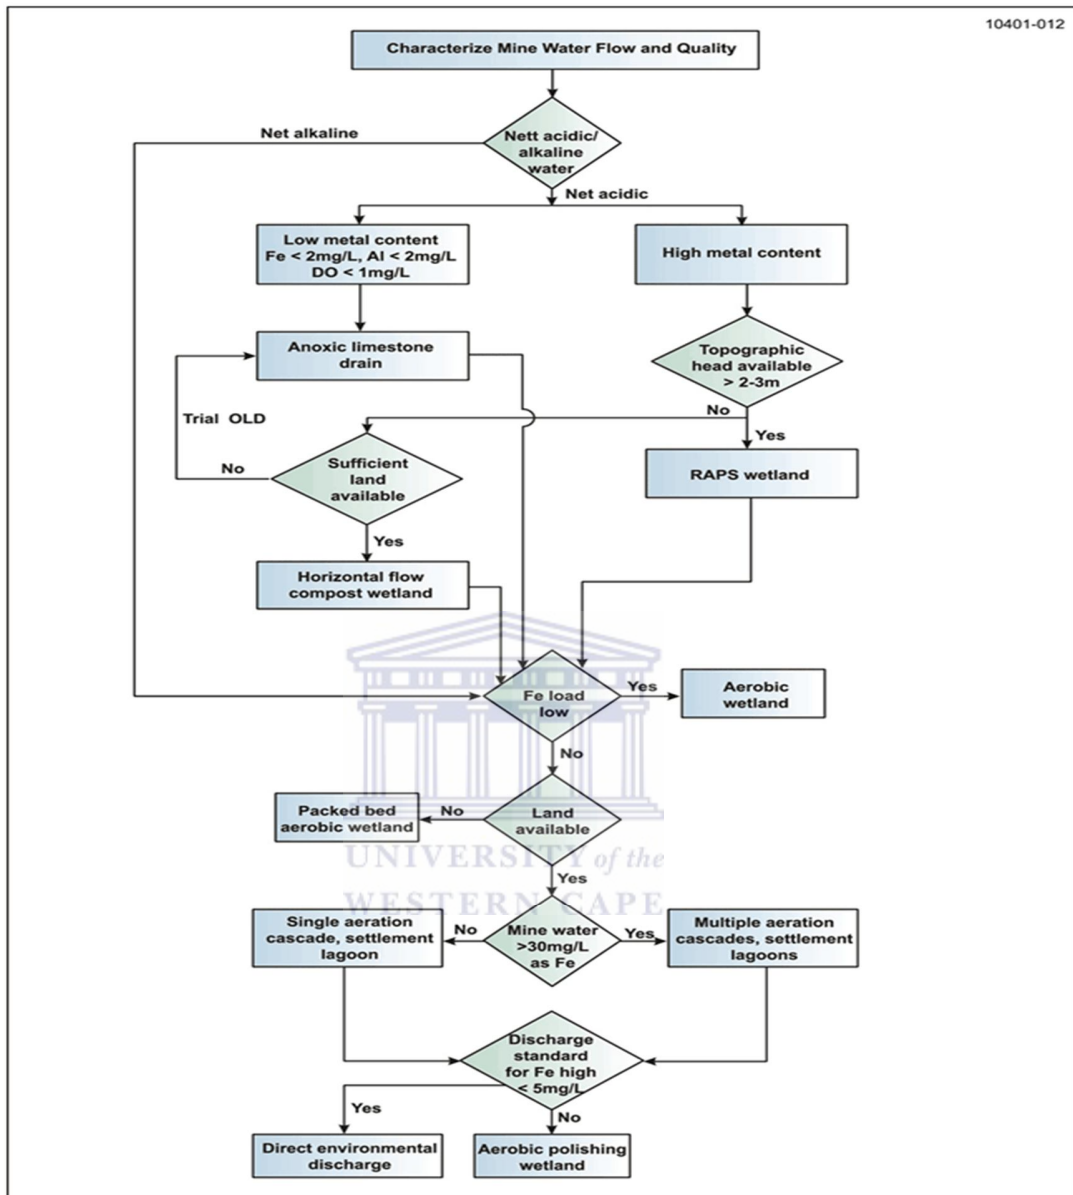 10401-012
Characterize Mine Water Flow and Quality
Net alkaline
Nett acidic/
alkaline
water
Net acidic
Low metal content
Fe < 2mg/L, Al < 2mg/L
DO < 1mg/L
High metal content
Anoxic limestone
drain
Topographic
head available
> 2-3m
Trial OLD
No
Yes
No
Sufficient
land
available
RAPS wetland
Yes
Horizontal flow
compost wetland
Fe load
low
Yes
Aerobic
wetland
No
Packed bed
aerobic wetland
No
Land
available
UNIVERSITY of the
Yes
WESTERN CAPE
Single aeration
cascade, settlement
lagoon
No
Mine water
>30mg/L
as Fe
Yes
Multiple aeration
cascades, settlement
lagoons
Discharge
standard
for Fe high
< 5mg/L
Yes
No
Direct environmental
discharge
Aerobic polishing
wetland